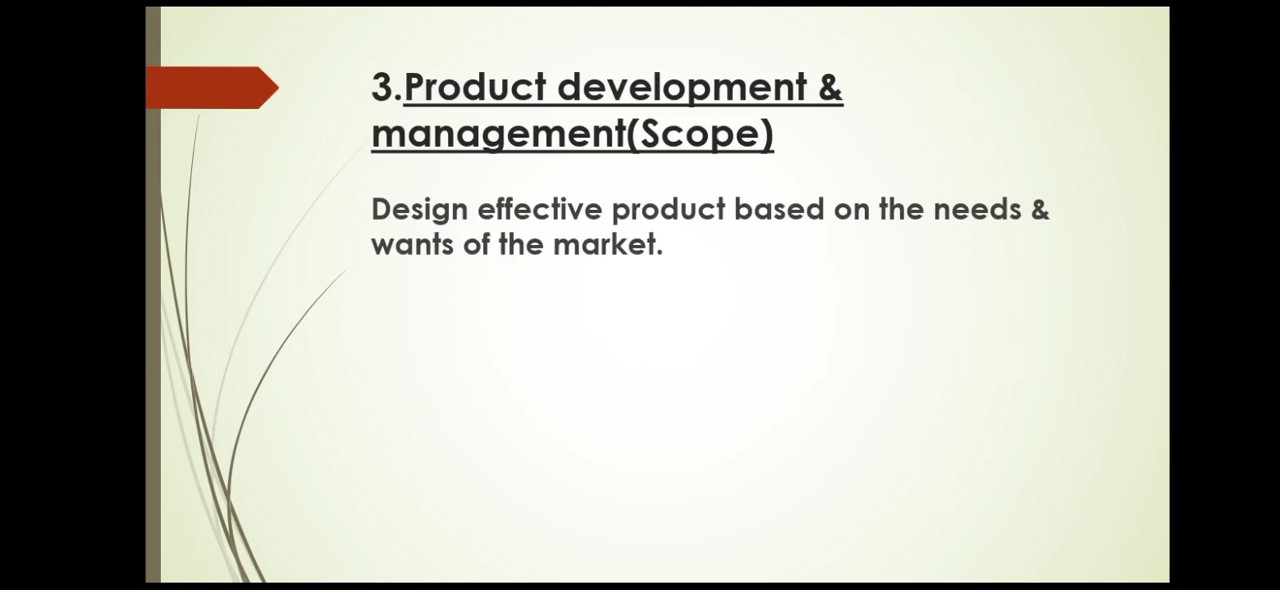 3.Product development &
management(Scope)
Design effective product based on the needs &
wants of the market.